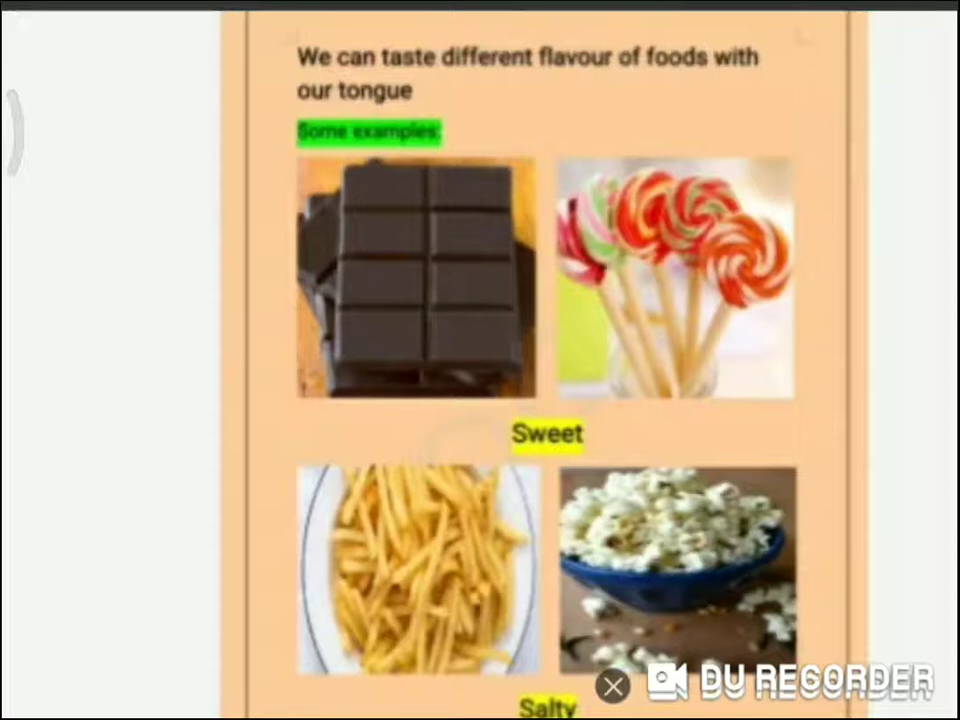 We can taste different flavour of foods with
our tongue
Some examples:
Sweet
Salty
DU RECORDER